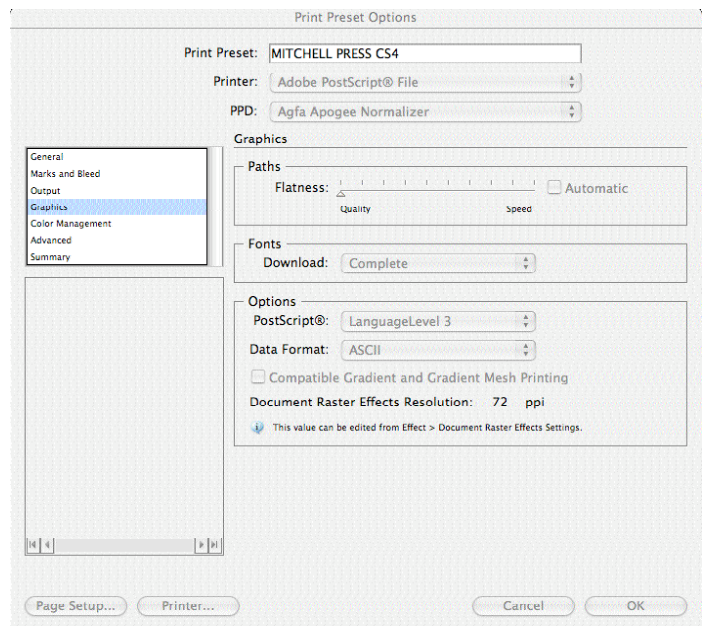 Print Preset Options
Print Preset: MITCHELL PRESS CS4
Printer: Adobe PostScript® File
PPD: Agfa Apogee Normalizer
General
Marks and Bleed
Output
Graphics
Color Management
Advanced
Summary
Graphics
Paths
Flatness: Automatic
Quality Speed
Fonts
Download: Complete
Options
PostScript®: LanguageLevel 3
Data Format: ASCII
Compatible Gradient and Gradient Mesh Printing
Document Raster Effects Resolution: 72 ppi
This value can be edited from Effect > Document Raster Effects Settings.
Page Setup... Printer... Cancel OK